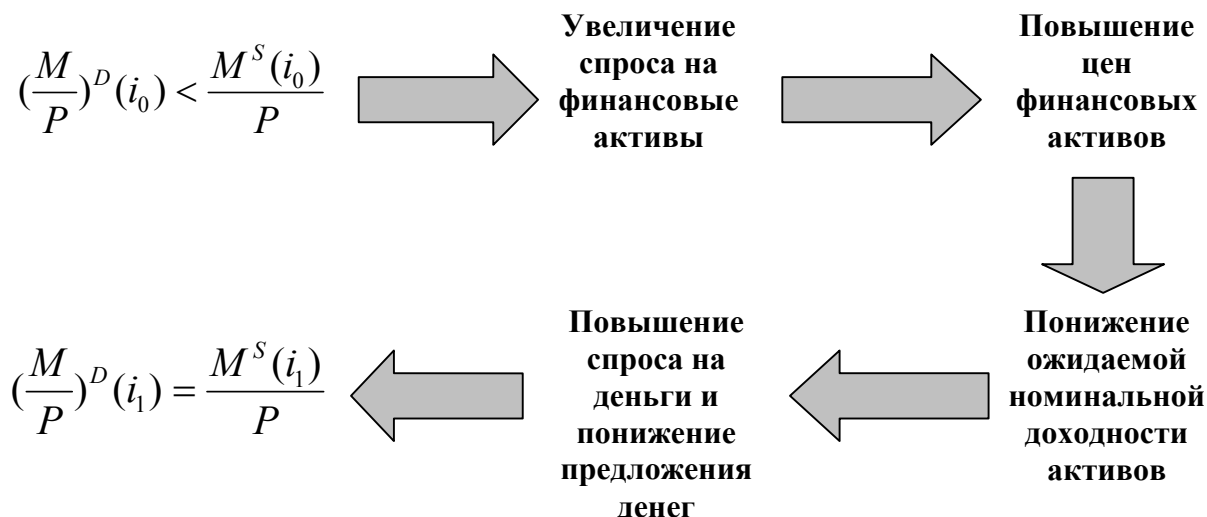 (M/P)^D(i_0) < M^S(i_0)/P
Увеличение
спроса на
финансовые
активы
Повышение
цен
финансовых
активов
Понижение
ожидаемой
номинальной
доходности
активов
Повышение
спроса на
деньги и
понижение
предложения
денег
(M/P)^D(i_1) = M^S(i_1)/P